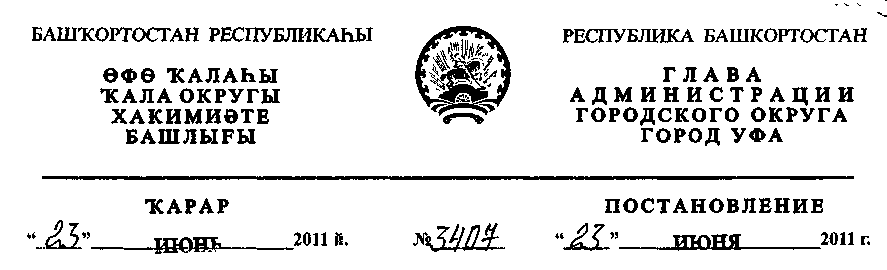 БАШҠОРТОСТАН РЕСПУБЛИКАҺЫ
ӨФӨ ҠАЛАҺЫ
ҠАЛА ОКРУГЫ
ХАКИМИӘТЕ
БАШЛЫҒЫ
РЕСПУБЛИКА БАШКОРТОСТАН
ГЛАВА
АДМИНИСТРАЦИИ
ГОРОДСКОГО ОКРУГА
ГОРОД УФА
ҠАРАР
ПОСТАНОВЛЕНИЕ
“23” ИЮНЬ 2011 й. №3407 “23” ИЮНЯ 2011 г.